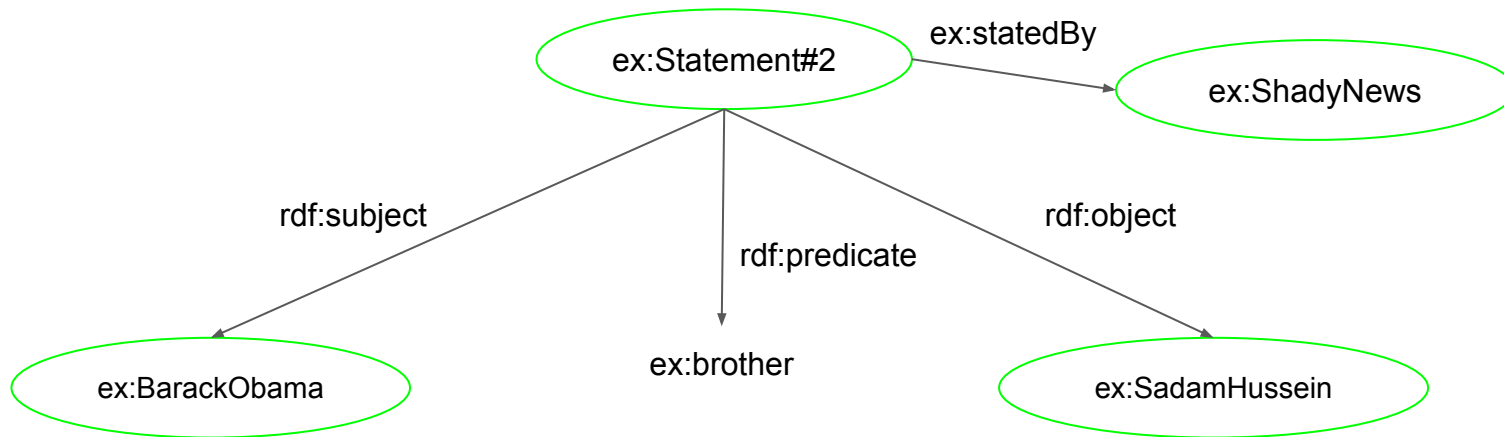 ex:statedBy
ex:Statement#2
ex:ShadyNews
rdf:subject
rdf:object
rdf:predicate
ex:brother
ex:BarackObama
ex:SadamHussein